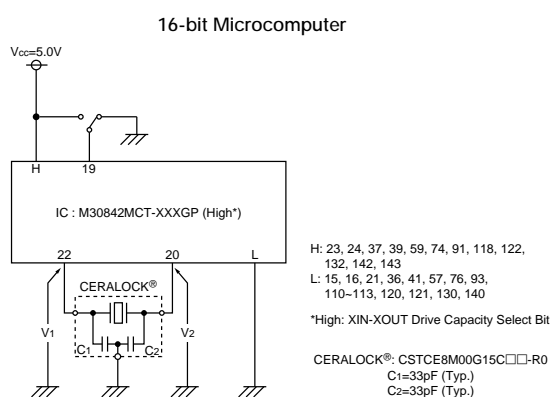 16-bit Microcomputer
Vcc=5.0V
H
19
IC : M30842MCT-XXXGP (High*)
22
20
L
CERALOCK®
V1
V2
C1
C2
H: 23, 24, 37, 39, 59, 74, 91, 118, 122,
132, 142, 143
L: 15, 16, 21, 36, 41, 57, 76, 93,
110~113, 120, 121, 130, 140
*High: XIN-XOUT Drive Capacity Select Bit
CERALOCK®: CSTCE8M00G15C□□-R0
C1=33pF (Typ.)
C2=33pF (Typ.)